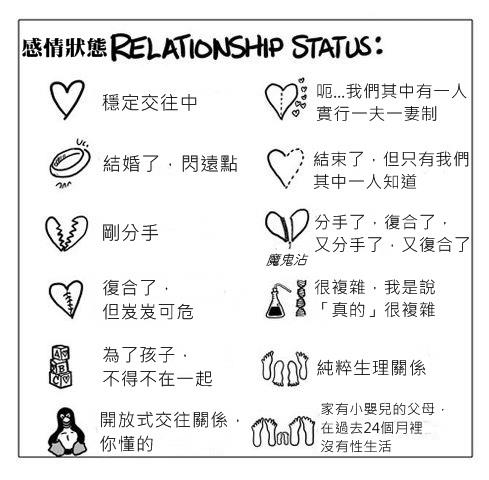 感情狀態 RELATIONSHIP STATUS:
穩定交往中
呃...我們其中有一人
實行一夫一妻制
UC.
結婚了，閃遠點
結束了，但只有我們
其中一人知道
剛分手
分手了，復合了，
又分手了，又復合了
魔鬼沾
復合了，
但岌岌可危
很複雜，我是說
「真的」很複雜
A
B
C
為了孩子，
不得不在一起
純粹生理關係
開放式交往關係，
你懂的
家有小嬰兒的父母，
在過去24個月裡
沒有性生活